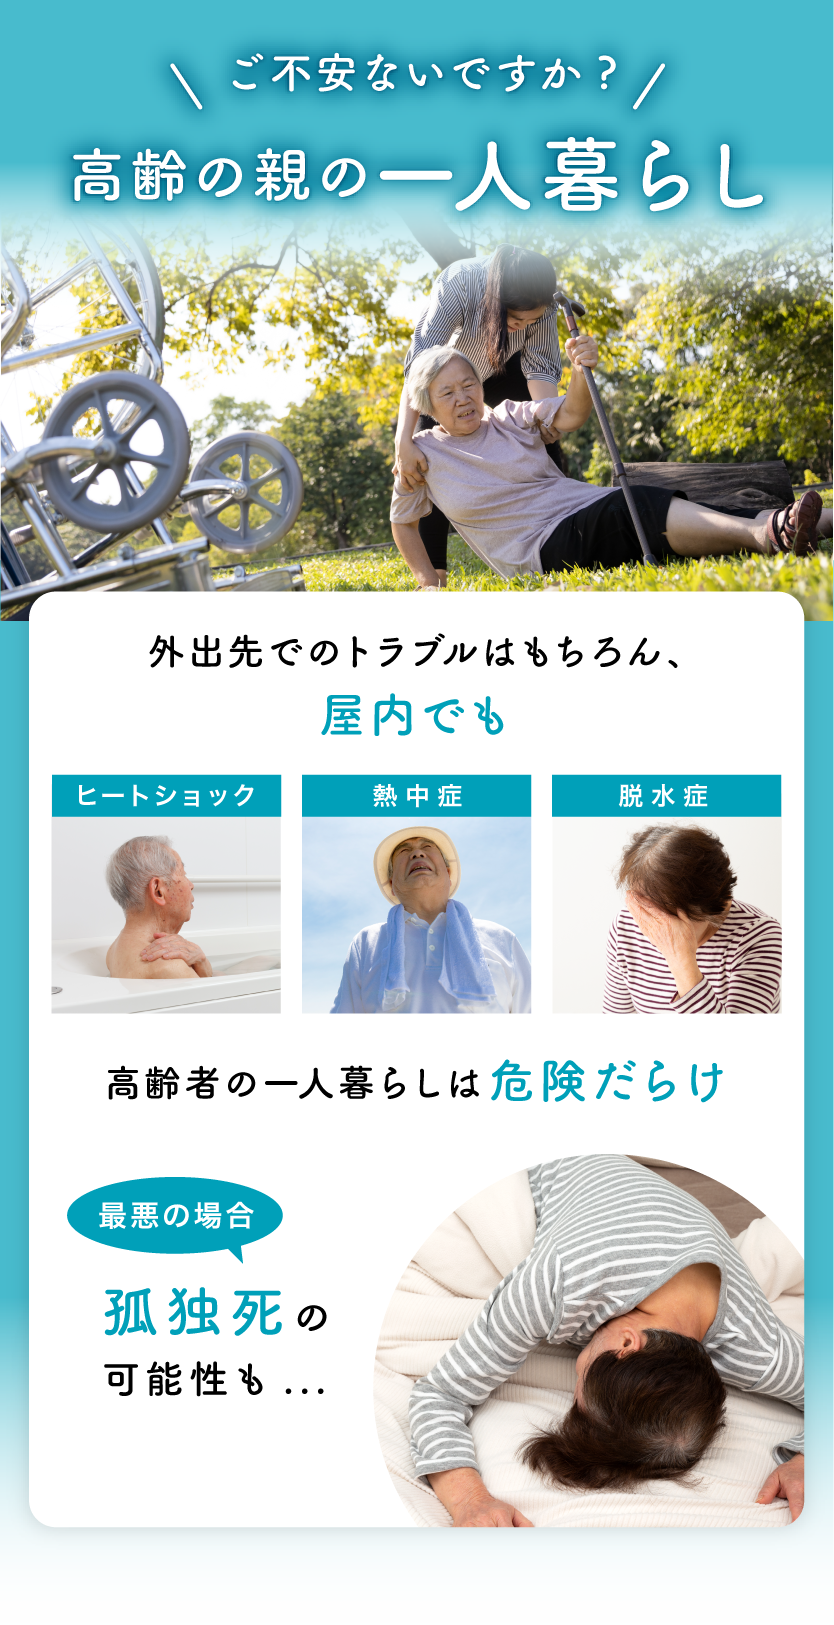 ご不安ないですか？
高齢の親の一人暮らし
外出先でのトラブルはもちろん、
屋内でも
ヒートショック
熱中症
脱水症
高齢者の一人暮らしは危険だらけ
最悪の場合
孤独死の
可能性も...